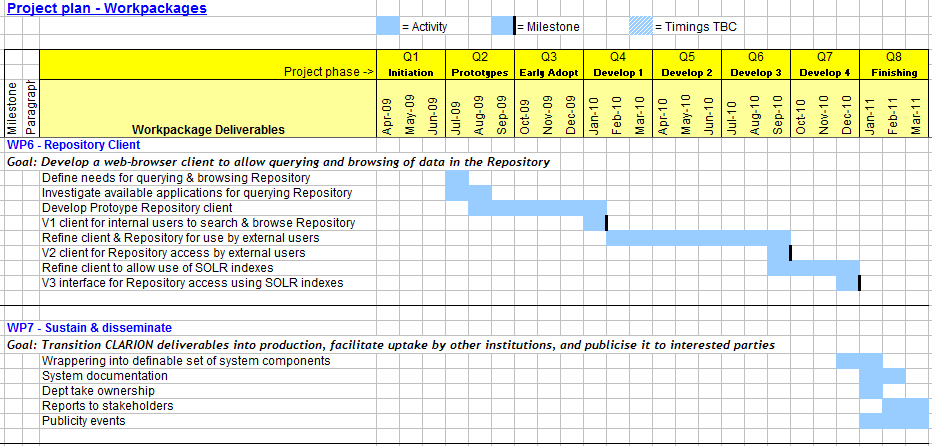 Project plan - Workpackages
= Activity = Milestone = Timings TBC
Q1 Q2 Q3 Q4 Q5 Q6 Q7 Q8
Project phase -> Initiation Prototypes Early Adopt Develop 1 Develop 2 Develop 3 Develop 4 Finishing
Milestone Paragraph Workpackage Deliverables Apr-09 May-09 Jun-09 Jul-09 Aug-09 Sep-09 Oct-09 Nov-09 Dec-09 Jan-10 Feb-10 Mar-10 Apr-10 May-10 Jun-10 Jul-10 Aug-10 Sep-10 Oct-10 Nov-10 Dec-10 Jan-11 Feb-11 Mar-11
WP6 - Repository Client
Goal: Develop a web-browser client to allow querying and browsing of data in the Repository
Define needs for querying & browsing Repository
Investigate available applications for querying Repository
Develop Protoype Repository client
V1 client for internal users to search & browse Repository
Refine client & Repository for use by external users
V2 client for Repository access by external users
Refine client to allow use of SOLR indexes
V3 interface for Repository access using SOLR indexes
WP7 - Sustain & disseminate
Goal: Transition CLARION deliverables into production, facilitate uptake by other institutions, and publicise it to interested parties
Wrappering into definable set of system components
System documentation
Dept take ownership
Reports to stakeholders
Publicity events